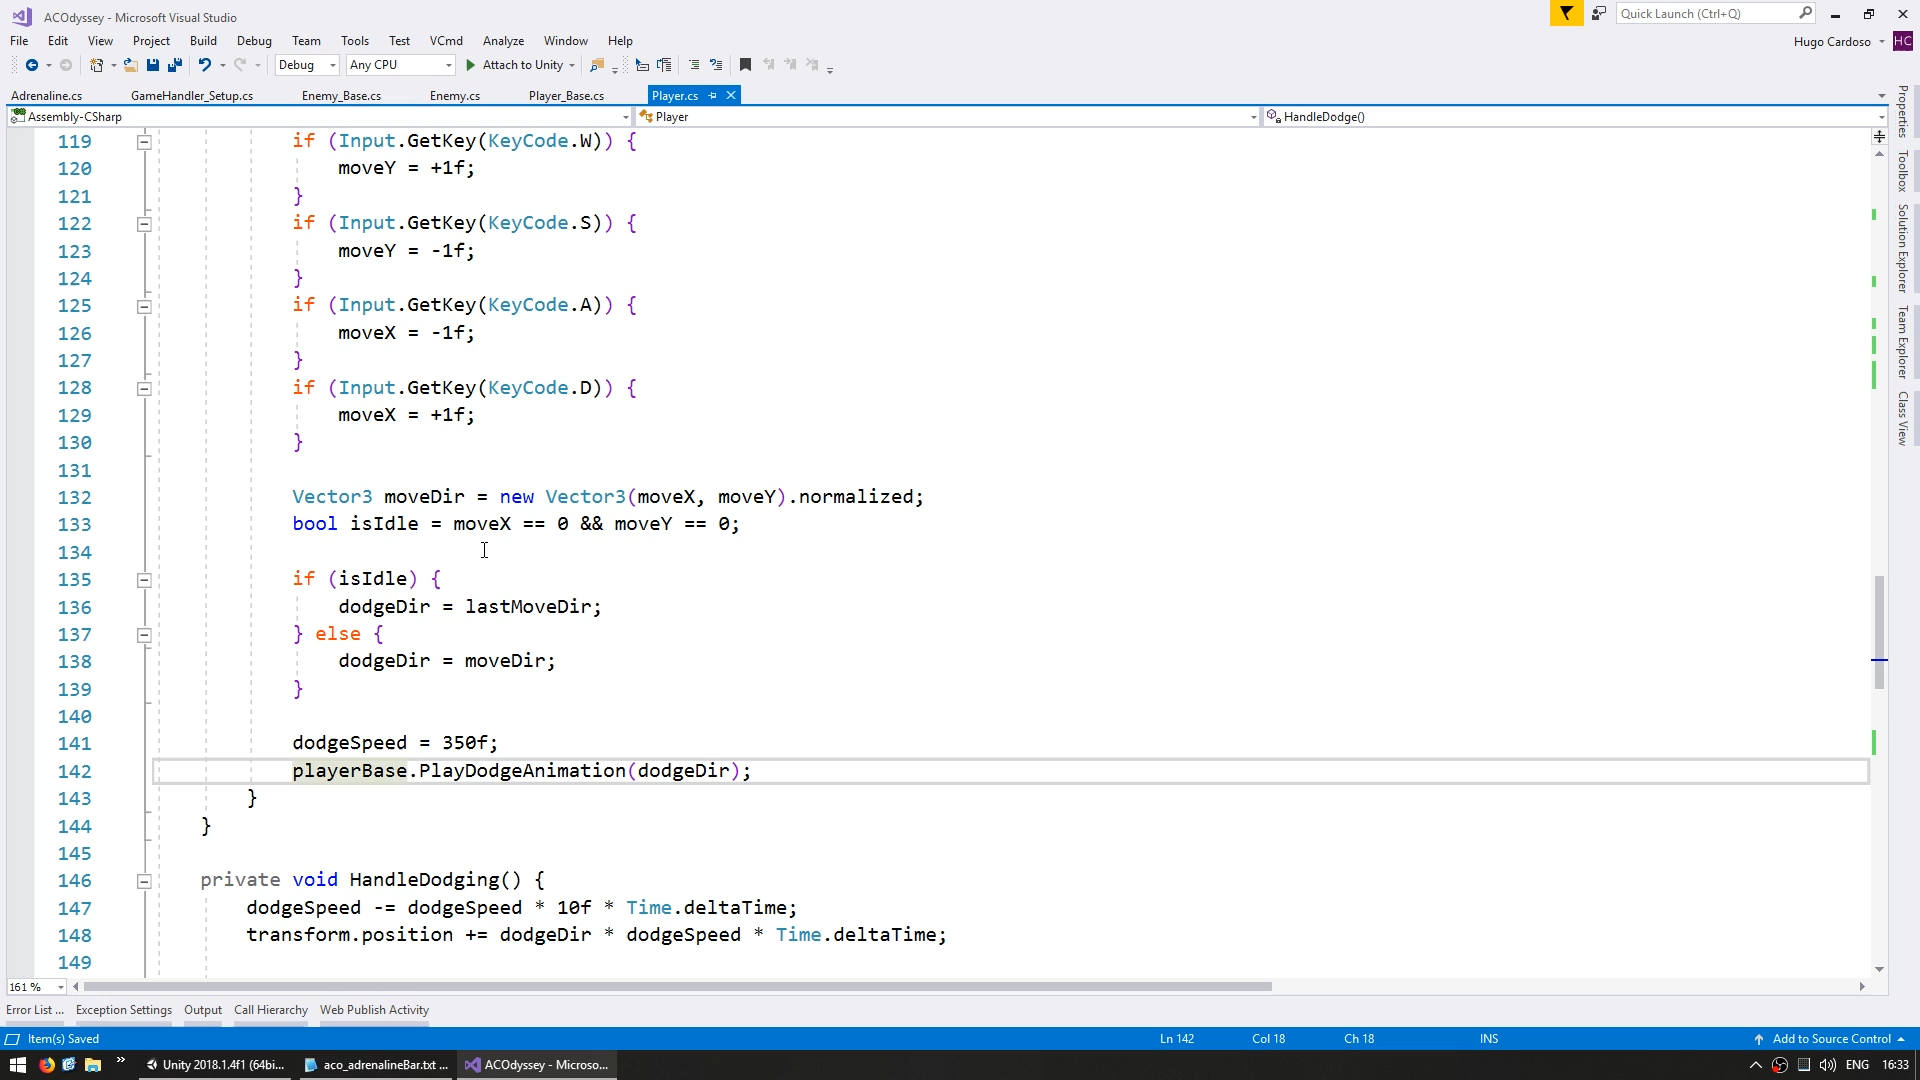 ACOdyssey - Microsoft Visual Studio
Quick Launch (Ctrl+Q)
File Edit View Project Build Debug Team Tools Test VCmd Analyze Window Help
Hugo Cardoso HC
Debug Any CPU Attach to Unity
Adrenaline.cs GameHandler_Setup.cs Enemy_Base.cs Enemy.cs Player_Base.cs Player.cs
Assembly-CSharp Player HandleDodge()
119 if (Input.GetKey(KeyCode.W)) {
120 moveY = +1f;
121 }
122 if (Input.GetKey(KeyCode.S)) {
123 moveY = -1f;
124 }
125 if (Input.GetKey(KeyCode.A)) {
126 moveX = -1f;
127 }
128 if (Input.GetKey(KeyCode.D)) {
129 moveX = +1f;
130 }
131
132 Vector3 moveDir = new Vector3(moveX, moveY).normalized;
133 bool isIdle = moveX == 0 && moveY == 0;
134
135 if (isIdle) {
136 dodgeDir = lastMoveDir;
137 } else {
138 dodgeDir = moveDir;
139 }
140
141 dodgeSpeed = 350f;
142 playerBase.PlayDodgeAnimation(dodgeDir);
143 }
144 }
145
146 private void HandleDodging() {
147 dodgeSpeed -= dodgeSpeed * 10f * Time.deltaTime;
148 transform.position += dodgeDir * dodgeSpeed * Time.deltaTime;
149
Properties
Toolbox
Solution Explorer
Team Explorer
Class View
161 %
Error List ... Exception Settings Output Call Hierarchy Web Publish Activity
Item(s) Saved Ln 142 Col 18 Ch 18 INS Add to Source Control
Unity 2018.1.4f1 (64bi... aco_adrenalineBar.txt ... ACOdyssey - Microso... ENG 16:33